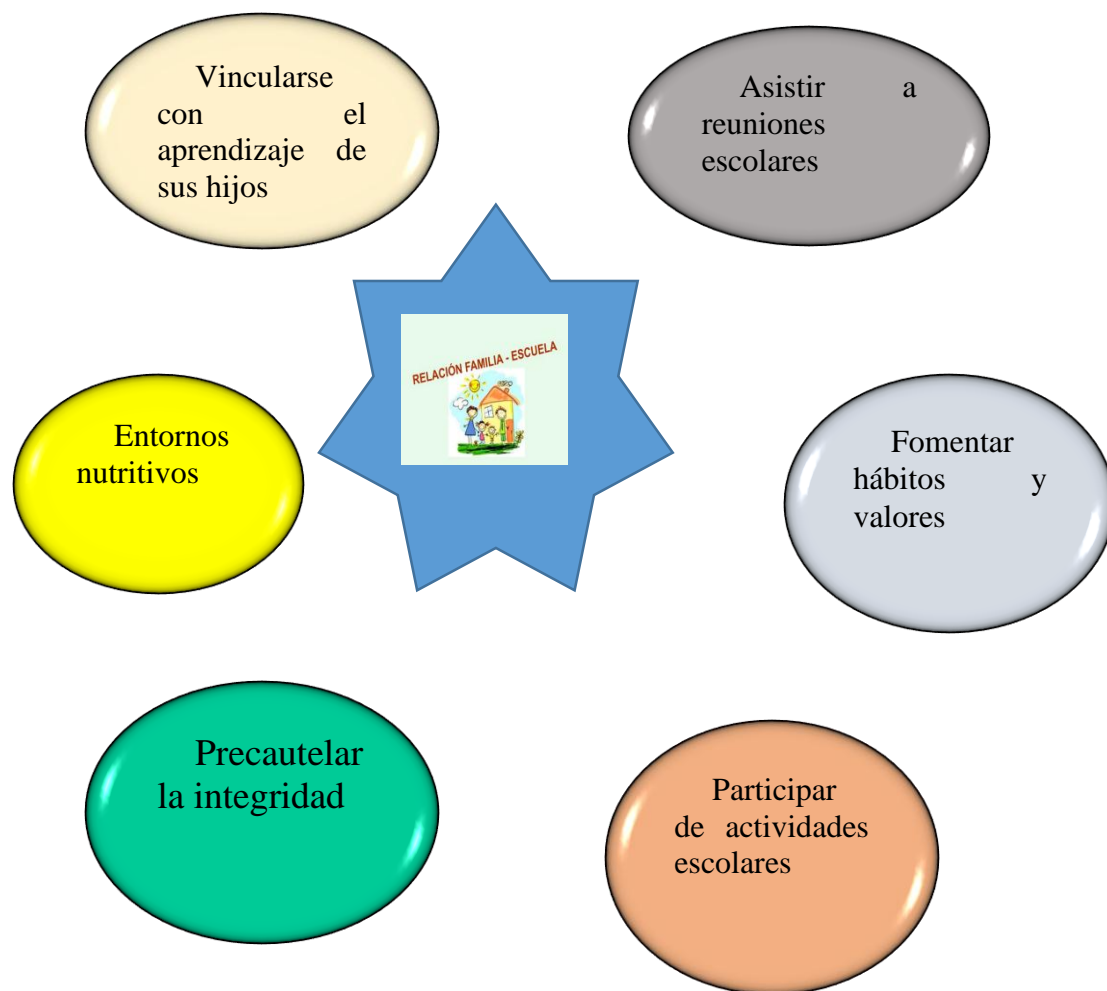 Vincularse
con el
aprendizaje de
sus hijos
Asistir a
reuniones
escolares
RELACIÓN FAMILIA - ESCUELA
Entornos
nutritivos
Fomentar
hábitos y
valores
Precautelar
la integridad
Participar
de actividades
escolares